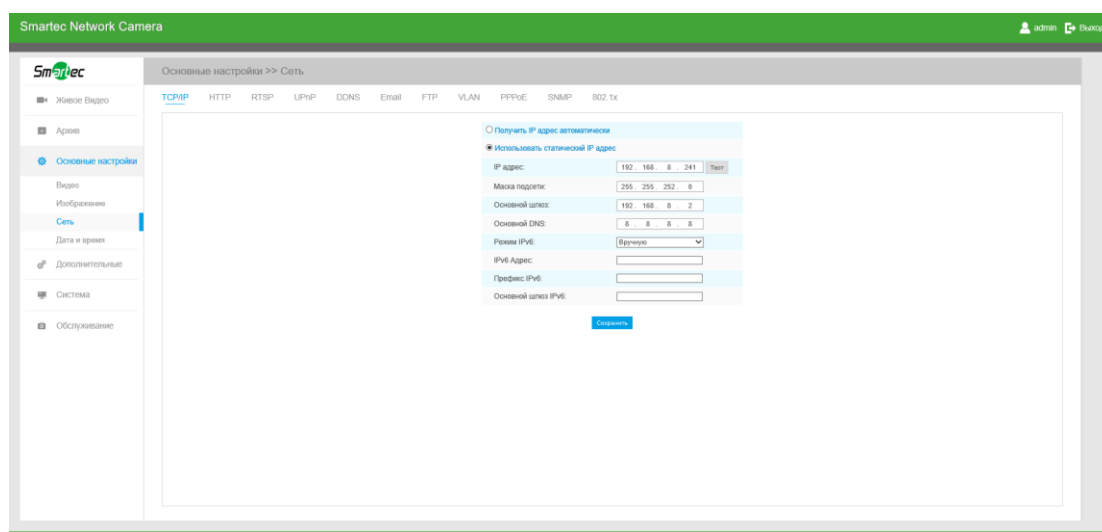 Smartec Network Camera
admin Выход
Smartec
Основные настройки >> Сеть
TCP/IP HTTP RTSP UPnP DDNS Email FTP VLAN PPPoE SNMP 802.1x
Живое Видео
Архив
Основные настройки
Видео
Изображение
Сеть
Дата и время
Дополнительные
Система
Обслуживание
Получить IP адрес автоматически
Использовать статический IP адрес
IP адрес: 192. 168. 8 . 241 Тест
Маска подсети: 255. 255. 252. 0
Основной шлюз: 192. 168. 8 . 2
Основной DNS: 8 . 8 . 8 . 8
Режим IPv6: Вручную
IPv6 Адрес:
Префикс IPv6:
Основной шлюз IPv6:
Сохранить